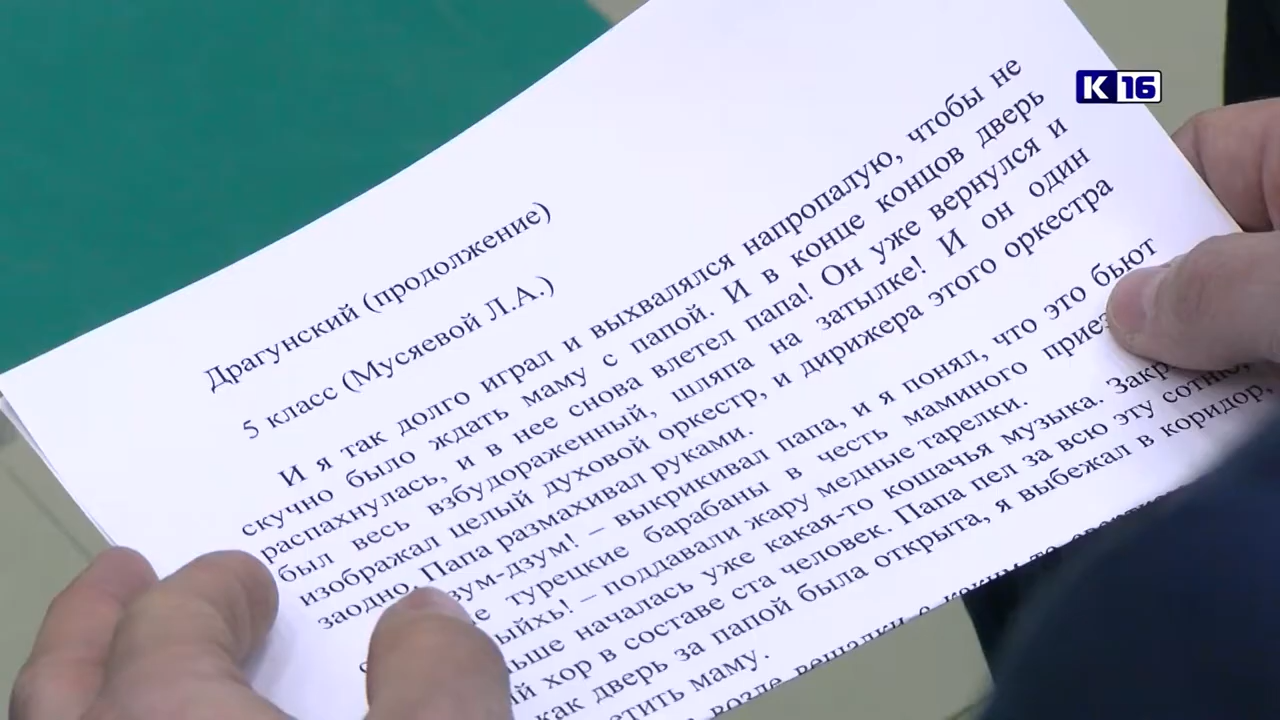 K 16
Драгунский (продолжение)
5 класс (Мусяевой Л.А.)
И я так долго играл и выхвалялся напропалую, чтобы не
скучно было ждать маму с папой. И в конце концов дверь
распахнулась, и в нее снова влетел папа! Он уже вернулся и
был весь взбудораженный, шляпа на затылке! И он один
изображал целый духовой оркестр, и дирижера этого оркестра
заодно. Папа размахивал руками.
зум-дзум! – выкрикивал папа, и я понял, что это бьют
турецкие барабаны в честь маминого
ыйхь! – поддавали жару медные тарелки.
началась уже какая-то кошачья музыка.
хор в составе ста человек. Папа пел за всю эту сотню,
как дверь за папой была открыта, я выбежал в коридор,
маму.
возле вешалки